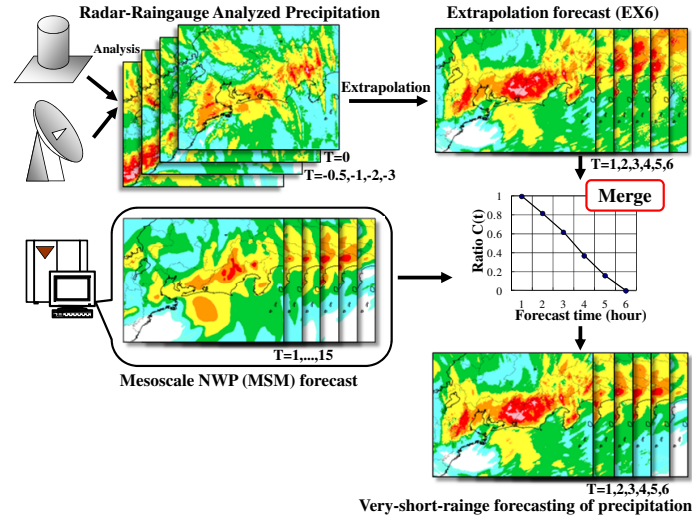 Radar-Raingauge Analyzed Precipitation
Extrapolation forecast (EX6)
Analysis
Extrapolation
T=0
T=-0.5,-1,-2,-3
T=1,2,3,4,5,6
Merge
Ratio C(t)
1
0.8
0.6
0.4
0.2
0
1 2 3 4 5 6
Forecast time (hour)
T=1,...,15
Mesoscale NWP (MSM) forecast
T=1,2,3,4,5,6
Very-short-rainge forecasting of precipitation